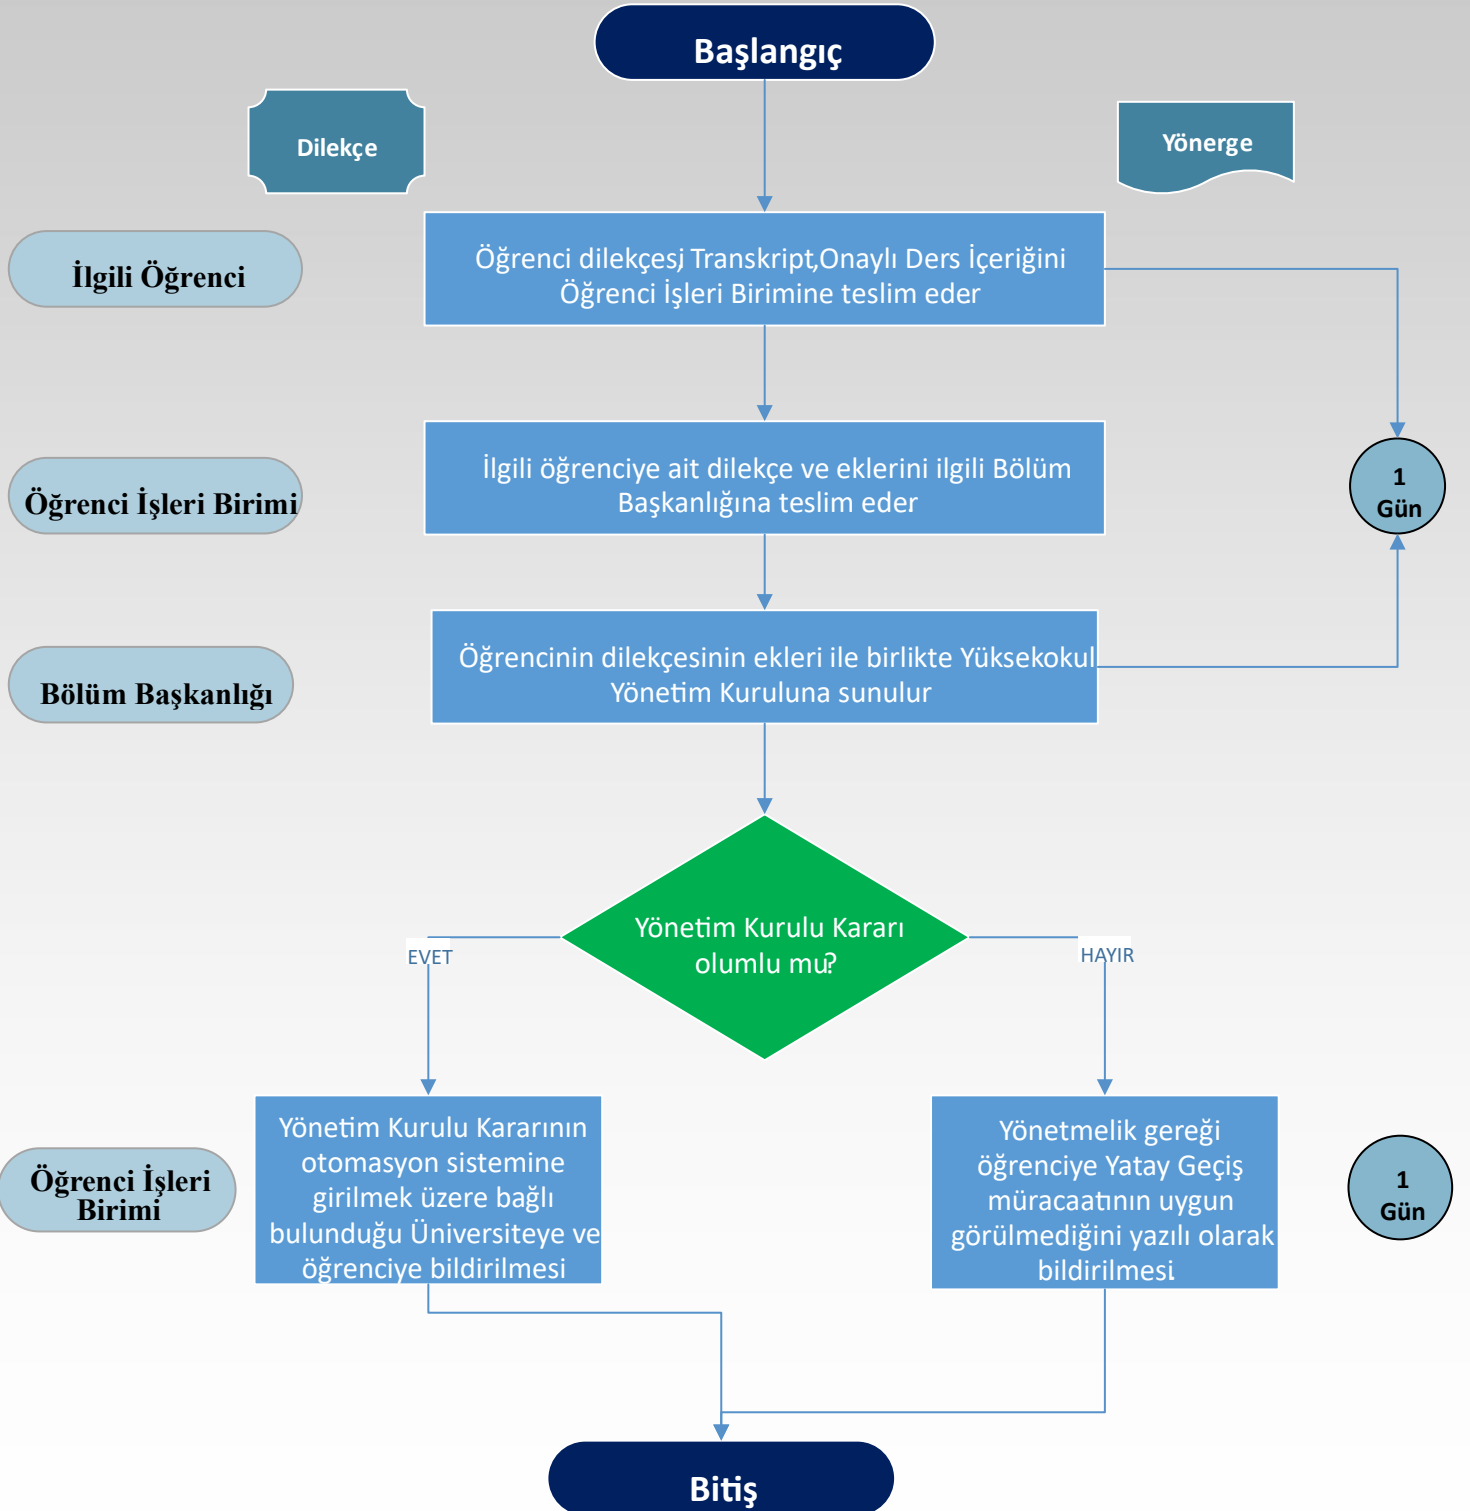 Başlangıç
Dilekçe
Yönerge
İlgili Öğrenci
Öğrenci dilekçesi, Transkript,Onaylı Ders İçeriğini
Öğrenci İşleri Birimine teslim eder
Öğrenci İşleri Birimi
İlgili öğrenciye ait dilekçe ve eklerini ilgili Bölüm
Başkanlığına teslim eder.
1
Gün
Bölüm Başkanlığı
Öğrencinin dilekçesinin ekleri ile birlikte Yüksekokul
Yönetim Kuruluna sunulur
Yönetim Kurulu Kararı
olumlu mu?
EVET
HAYIR
Öğrenci İşleri
Birimi
Yönetim Kurulu Kararının
otomasyon sistemine
girilmek üzere bağlı
bulunduğu Üniversiteye ve
öğrenciye bildirilmesi
Yönetmelik gereği
öğrenciye Yatay Geçiş
müracaatının uygun
görülmediğini yazılı olarak
bildirilmesi.
1
Gün
Bitiş